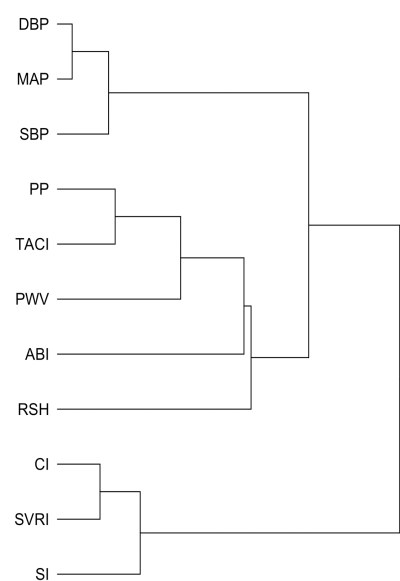 DBP
MAP
SBP
PP
TACI
PWV
ABI
RSH
CI
SVRI
SI